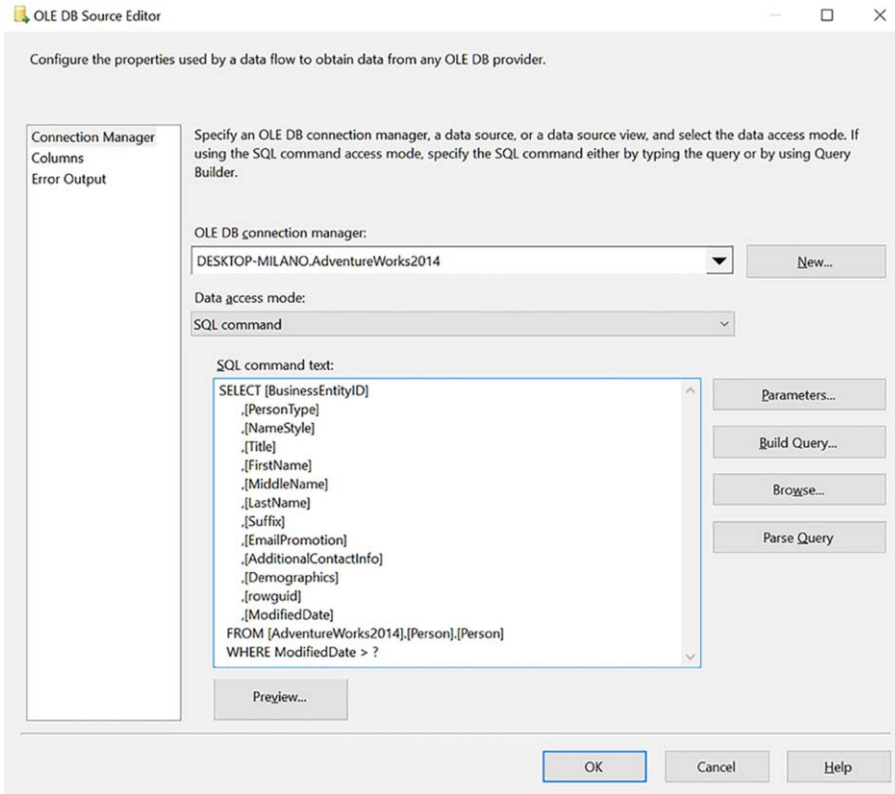 OLE DB Source Editor
Configure the properties used by a data flow to obtain data from any OLE DB provider.
Connection Manager
Columns
Error Output
Specify an OLE DB connection manager, a data source, or a data source view, and select the data access mode. If
using the SQL command access mode, specify the SQL command either by typing the query or by using Query
Builder.
OLE DB connection manager:
DESKTOP-MILANO.AdventureWorks2014
New...
Data access mode:
SQL command
SQL command text:
SELECT [BusinessEntityID]
,[PersonType]
,[NameStyle]
,[Title]
,[FirstName]
,[MiddleName]
,[LastName]
,[Suffix]
,[EmailPromotion]
,[AdditionalContactInfo]
,[Demographics]
,[rowguid]
,[ModifiedDate]
FROM [AdventureWorks2014].[Person].[Person]
WHERE ModifiedDate > ?
Parameters...
Build Query...
Browse...
Parse Query
Preview...
OK
Cancel
Help